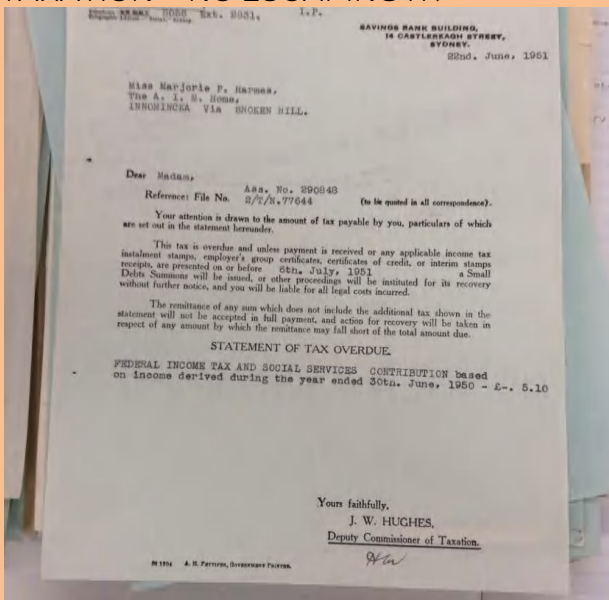 B056 Ext. B031. I.P.
SAVINGS BANK BUILDING,
14 CASTLEREAGH STREET,
SYDNEY.
22nd. June, 1951
Miss Marjorie F. Harmes,
The A. I. M. Home,
INNOMINCKA Via BROKEN HILL.
Dear Madam,
Ass. No. 290848
Reference: File No. 2/T/N.77644 (to be quoted in all correspondence).
Your attention is drawn to the amount of tax payable by you, particulars of which
are set out in the statement hereunder.
This tax is overdue and unless payment is received or any applicable income tax
instalment stamps, employer's group certificates, certificates of credit, or interim stamps
receipts, are presented on or before 6th. July, 1951 a Small
Debts Summons will be issued, or other proceedings will be instituted for its recovery
without further notice, and you will be liable for all legal costs incurred.
The remittance of any sum which does not include the additional tax shown in the
statement will not be accepted in full payment, and action for recovery will be taken in
respect of any amount by which the remittance may fall short of the total amount due.
STATEMENT OF TAX OVERDUE.
FEDERAL INCOME TAX AND SOCIAL SERVICES CONTRIBUTION based
on income derived during the year ended 30th. June, 1950 - £-. 5.10
Yours faithfully,
J. W. HUGHES,
Deputy Commissioner of Taxation.
A. H. PETTIFER, GOVERNMENT PRINTER.